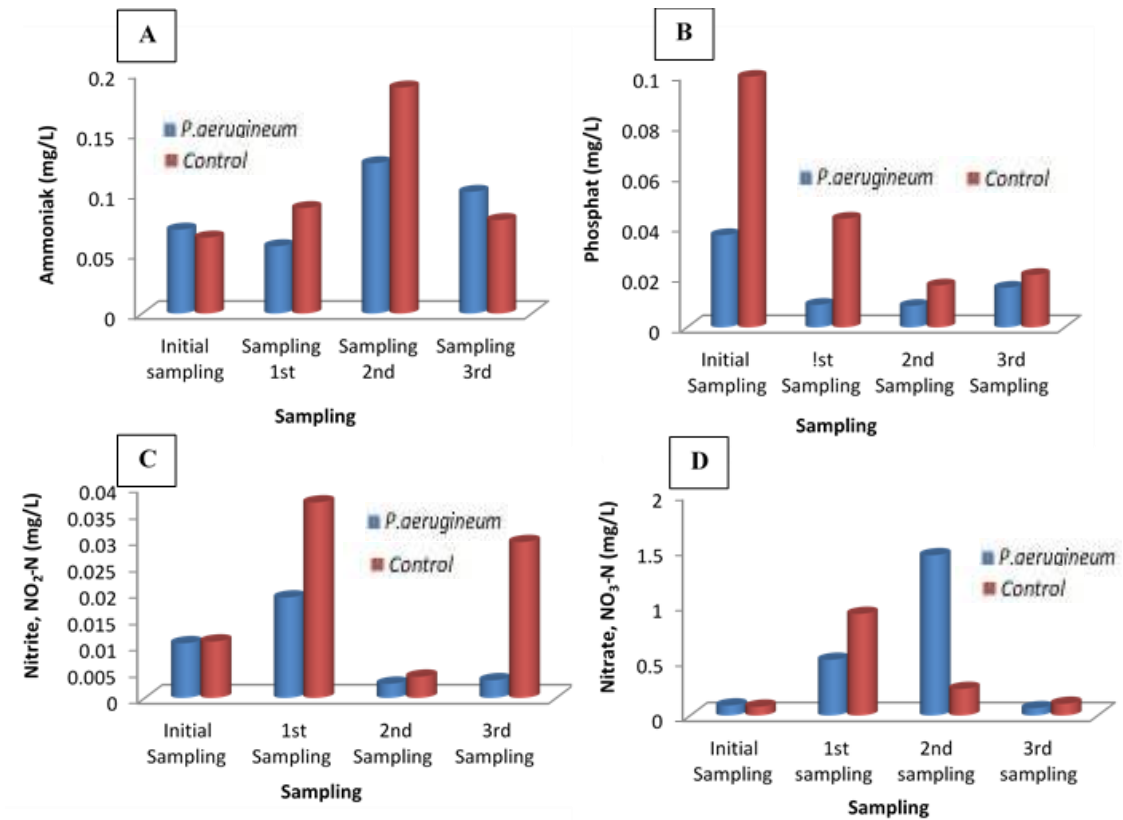 A
Ammoniak (mg/L)
0.2
0.15
0.1
0.05
0
P.aerugineum
Control
Initial sampling
Sampling 1st
Sampling 2nd
Sampling 3rd
Sampling
B
Phosphat (mg/L)
0.1
0.08
0.06
0.04
0.02
0
P.aerugineum
Control
Initial Sampling
!st Sampling
2nd Sampling
3rd Sampling
Sampling
C
Nitrite, NO₂-N (mg/L)
0.04
0.035
0.03
0.025
0.02
0.015
0.01
0.005
0
P.aerugineum
Control
Initial Sampling
1st Sampling
2nd Sampling
3rd Sampling
Sampling
D
Nitrate, NO₃-N (mg/L)
2
1.5
1
0.5
0
P.aerugineum
Control
Initial Sampling
1st sampling
2nd sampling
3rd sampling
Sampling